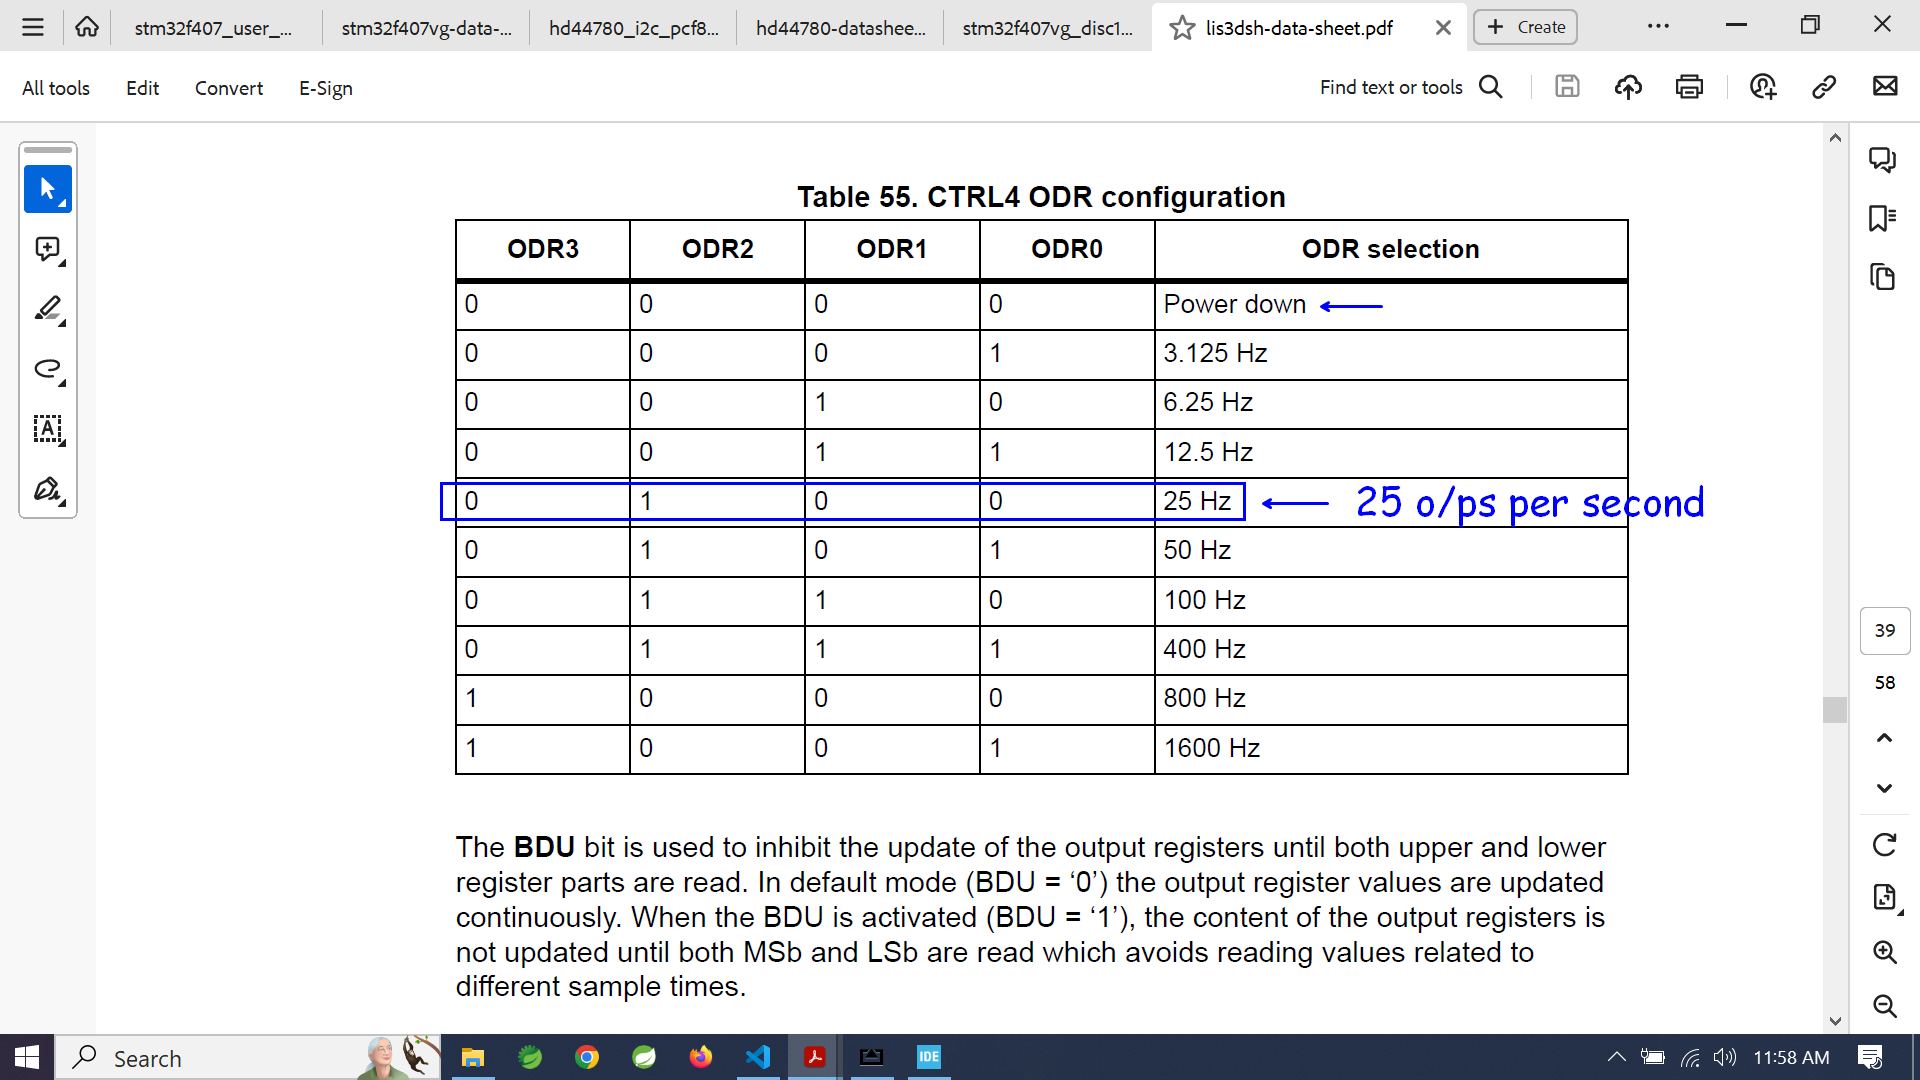 stm32f407_user_...
stm32f407vg-data-...
hd44780_i2c_pcf8...
hd44780-datashee...
stm32f407vg_disc1...
lis3dsh-data-sheet.pdf
Create
All tools
Edit
Convert
E-Sign
Find text or tools
Table 55. CTRL4 ODR configuration
ODR3 ODR2 ODR1 ODR0 ODR selection
0 0 0 0 Power down
0 0 0 1 3.125 Hz
0 0 1 0 6.25 Hz
0 0 1 1 12.5 Hz
0 1 0 0 25 Hz 25 o/ps per second
0 1 0 1 50 Hz
0 1 1 0 100 Hz
0 1 1 1 400 Hz
1 0 0 0 800 Hz
1 0 0 1 1600 Hz
The BDU bit is used to inhibit the update of the output registers until both upper and lower
register parts are read. In default mode (BDU = ‘0’) the output register values are updated
continuously. When the BDU is activated (BDU = ‘1’), the content of the output registers is
not updated until both MSb and LSb are read which avoids reading values related to
different sample times.
39
58
Search
IDE
11:58 AM